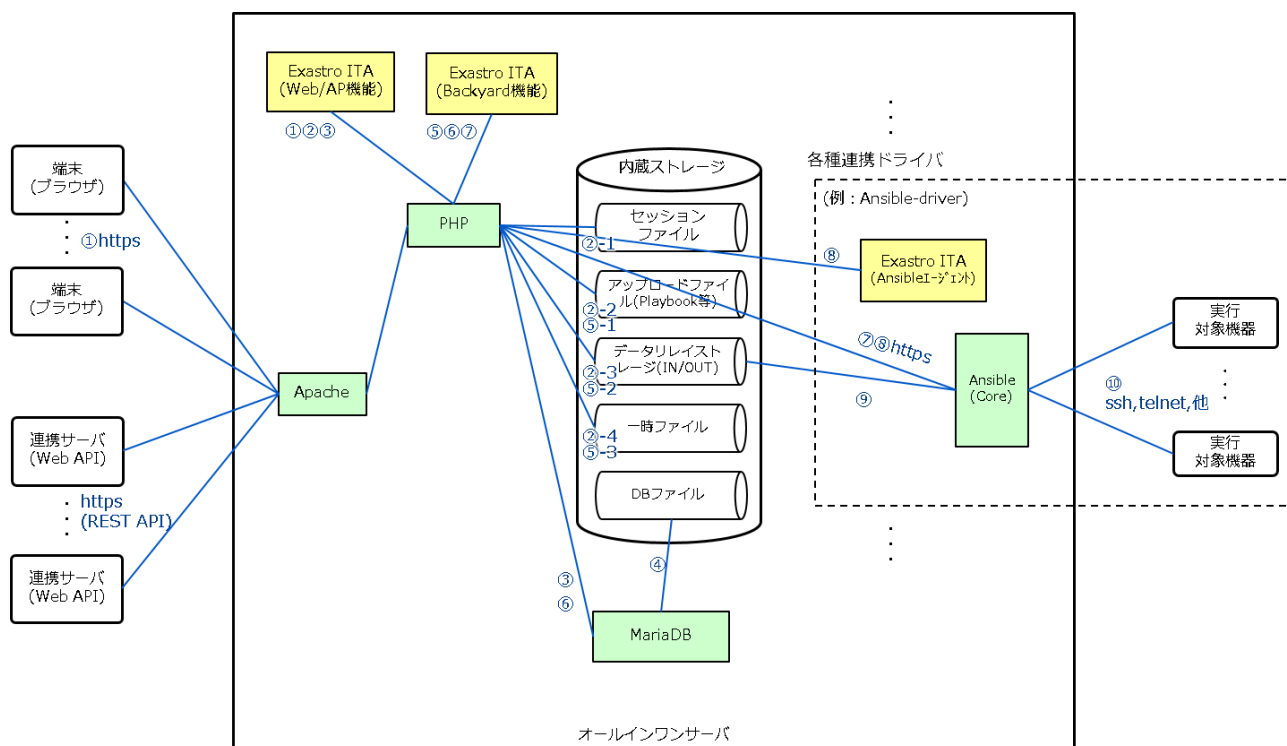 Exastro ITA
(Web/AP機能)
Exastro ITA
(Backyard機能)
①②③
⑤⑥⑦
端末
(ブラウザ)
①https
端末
(ブラウザ)
連携サーバ
(Web API)
https
(REST API)
連携サーバ
(Web API)
Apache
PHP
内蔵ストレージ
セッション
ファイル
②-1
アップロードファイ
ル(Playbook等)
②-2
⑤-1
データリレイスト
レージ(IN/OUT)
②-3
⑤-2
一時ファイル
②-4
⑤-3
DBファイル
④
③
⑥
MariaDB
各種連携ドライバ
(例:Ansible-driver)
⑧
Exastro ITA
(Ansibleエージェント)
⑦⑧https
⑨
Ansible
(Core)
実行
対象機器
⑩
ssh,telnet,他
実行
対象機器
オールインワンサーバ